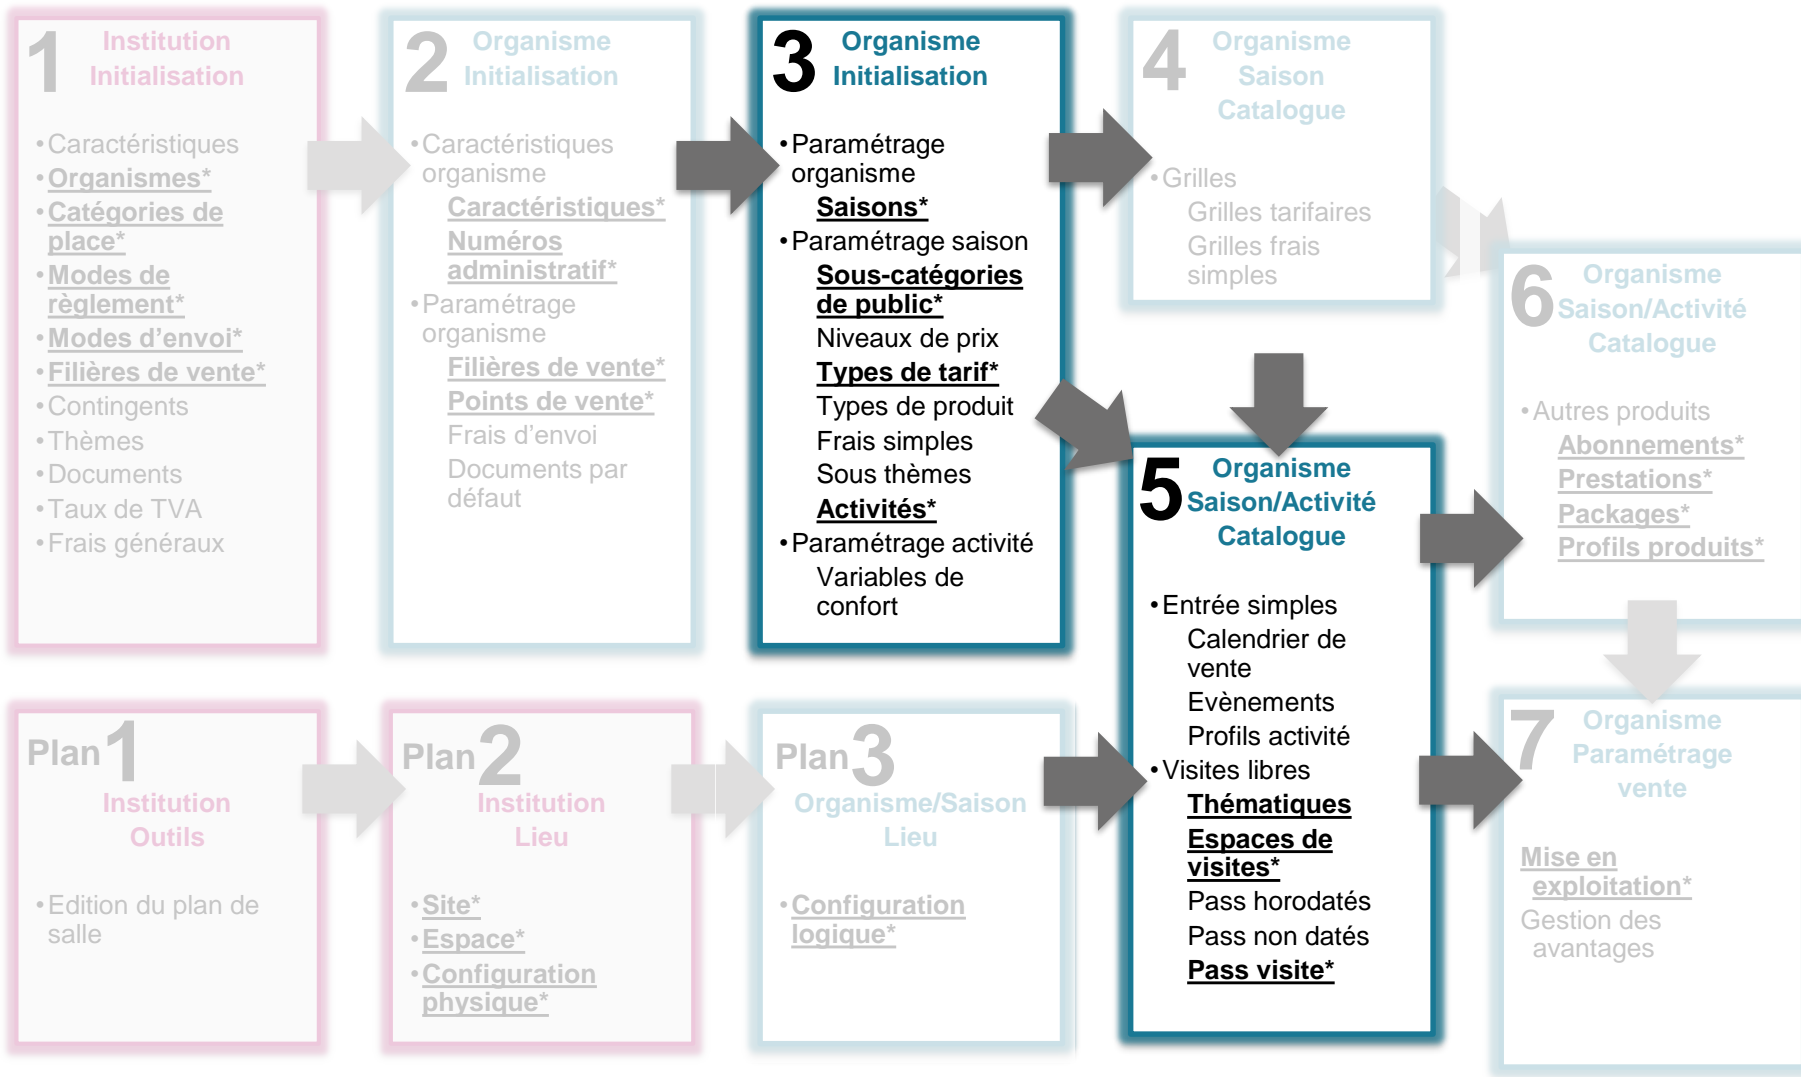 1
Institution
Initialisation
•Caractéristiques
•Organismes*
•Catégories de
place*
•Modes de
règlement*
•Modes d’envoi*
•Filières de vente*
•Contingents
•Thèmes
•Documents
•Taux de TVA
•Frais généraux
2
Organisme
Initialisation
•Caractéristiques
organisme
Caractéristiques*
Numéros
administratif*
•Paramétrage
organisme
Filières de vente*
Points de vente*
Frais d’envoi
Documents par
défaut
3
Organisme
Initialisation
•Paramétrage
organisme
Saisons*
•Paramétrage saison
Sous-catégories
de public*
Niveaux de prix
Types de tarif*
Types de produit
Frais simples
Sous thèmes
Activités*
•Paramétrage activité
Variables de
confort
4
Organisme
Saison
Catalogue
•Grilles
Grilles tarifaires
Grilles frais
simples
5
Organisme
Saison/Activité
Catalogue
•Entrée simples
Calendrier de
vente
Evènements
Profils activité
•Visites libres
Thématiques
Espaces de
visites*
Pass horodatés
Pass non datés
Pass visite*
6
Organisme
Saison/Activité
Catalogue
•Autres produits
Abonnements*
Prestations*
Packages*
Profils produits*
Plan 1
Institution
Outils
•Edition du plan de
salle
Plan 2
Institution
Lieu
•Site*
•Espace*
•Configuration
physique*
Plan 3
Organisme/Saison
Lieu
•Configuration
logique*
7
Organisme
Paramétrage
vente
Mise en
exploitation*
Gestion des
avantages